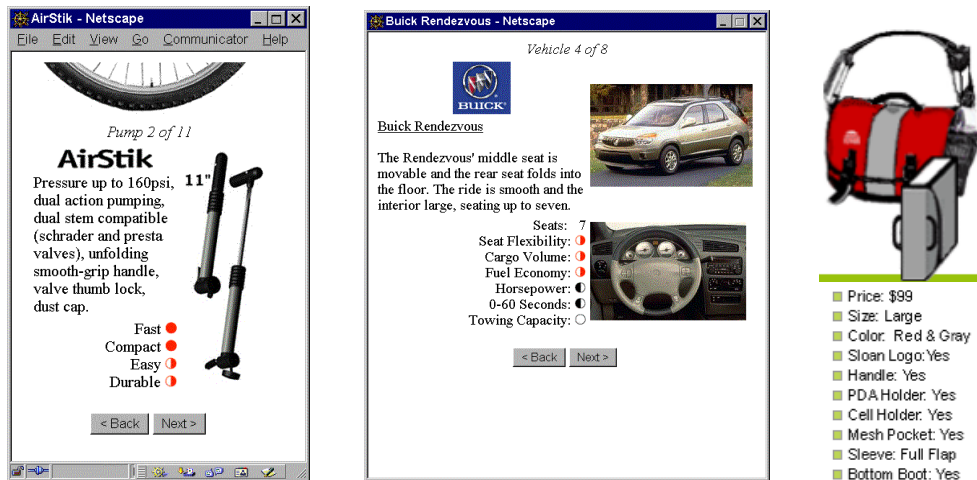 AirStik - Netscape
File Edit View Go Communicator Help
Pump 2 of 11
AirStik
11"
Pressure up to 160psi,
dual action pumping,
dual stem compatible
(schrader and presta
valves), unfolding
smooth-grip handle,
valve thumb lock,
dust cap.
Fast
Compact
Easy
Durable
< Back Next >
Buick Rendezvous - Netscape
Vehicle 4 of 8
BUICK
Buick Rendezvous
The Rendezvous' middle seat is
movable and the rear seat folds into
the floor. The ride is smooth and the
interior large, seating up to seven.
Seats: 7
Seat Flexibility:
Cargo Volume:
Fuel Economy:
Horsepower:
0-60 Seconds:
Towing Capacity:
< Back Next >
Price: $99
Size: Large
Color: Red & Gray
Sloan Logo: Yes
Handle: Yes
PDA Holder: Yes
Cell Holder: Yes
Mesh Pocket: Yes
Sleeve: Full Flap
Bottom Boot: Yes